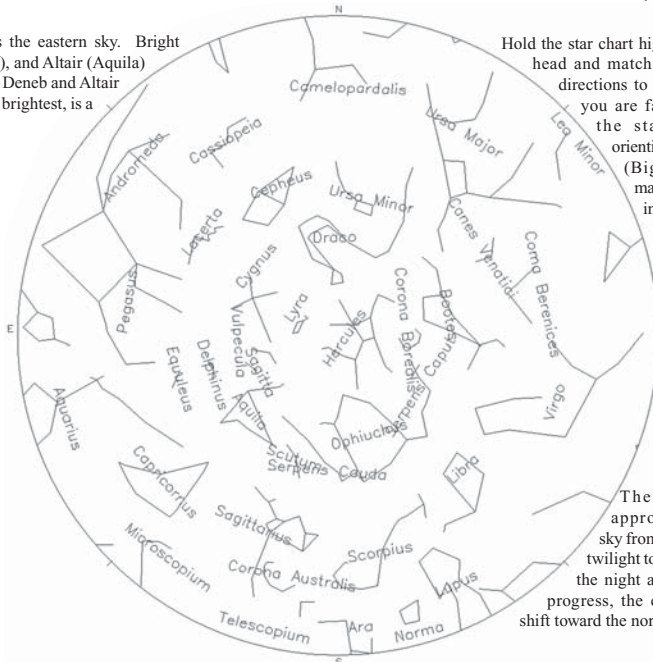 s the eastern sky. Bright
), and Altair (Aquila)
Deneb and Altair
brightest, is a
Hold the star chart hig
head and match
directions to
you are fa
the sta
orienti
(Big
ma
in
N
Camelopardalis
Ursa Major
Leo Minor
Cassiopeia
Andromeda
Cepheus
Ursa Minor
Lacerta
Draco
Canes Venatici
Coma Berenices
Cygnus
Pegasus
Lyra
Corona Borealis
Bootes
E
Vulpecula
Hercules
Serpens Caput
Equuleus
Delphinus
Sagitta
Aquila
Virgo
Aquarius
Ophiuchus
Scutum
Serpens Cauda
Libra
Capricornus
Sagittarius
Scorpius
Microscopium
Corona Australis
Lupus
Telescopium
Ara
Norma
S
The
appro
sky from
twilight to
the night a
progress, the
shift toward the nor